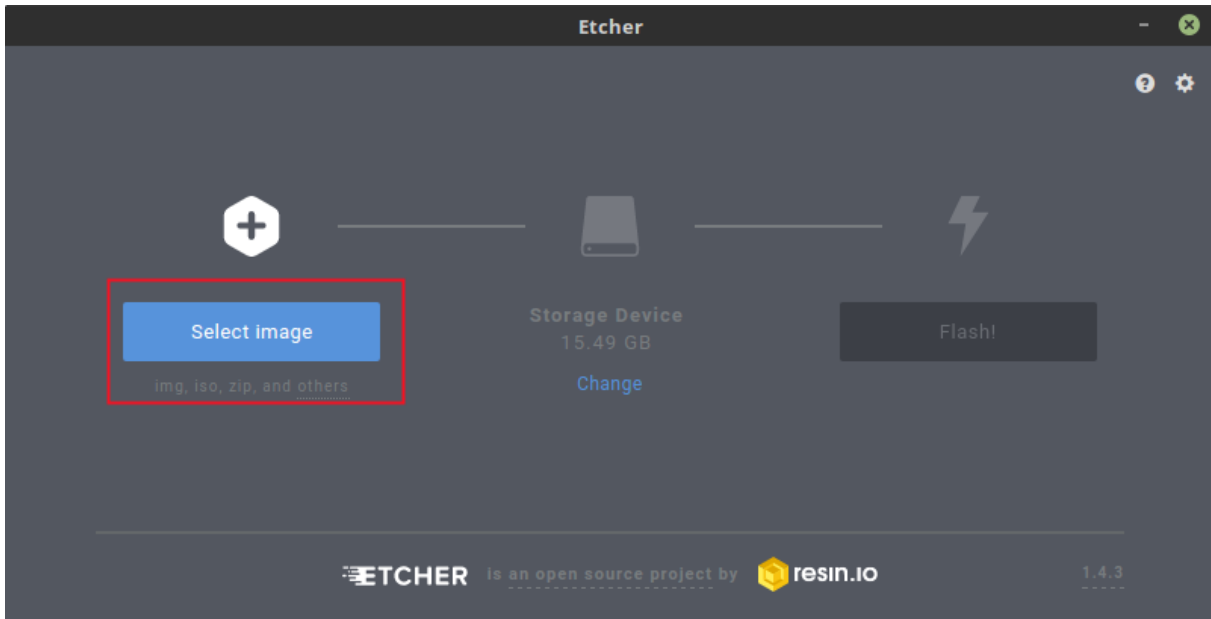 Etcher
Select image
img, iso, zip, and others
Storage Device
15.49 GB
Change
Flash!
ETCHER is an open source project by resin.io
1.4.3